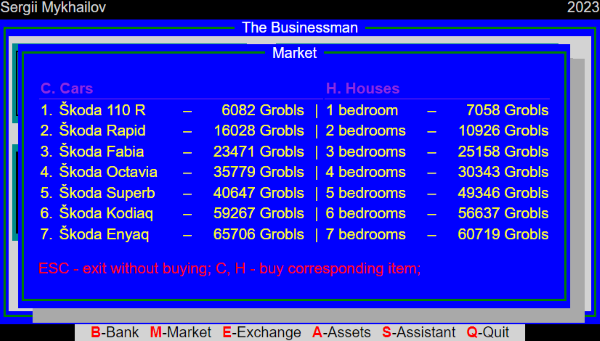 Sergii Mykhailov 2023
The Businessman
Market
C. Cars H. Houses
1. Škoda 110 R – 6082 Grobls | 1 bedroom – 7058 Grobls
2. Škoda Rapid – 16028 Grobls | 2 bedrooms – 10926 Grobls
3. Škoda Fabia – 23471 Grobls | 3 bedrooms – 25158 Grobls
4. Škoda Octavia – 35779 Grobls | 4 bedrooms – 30343 Grobls
5. Škoda Superb – 40647 Grobls | 5 bedrooms – 49346 Grobls
6. Škoda Kodiaq – 59267 Grobls | 6 bedrooms – 56637 Grobls
7. Škoda Enyaq – 65706 Grobls | 7 bedrooms – 60719 Grobls
ESC - exit without buying; C, H - buy corresponding item;
B-Bank M-Market E-Exchange A-Assets S-Assistant Q-Quit